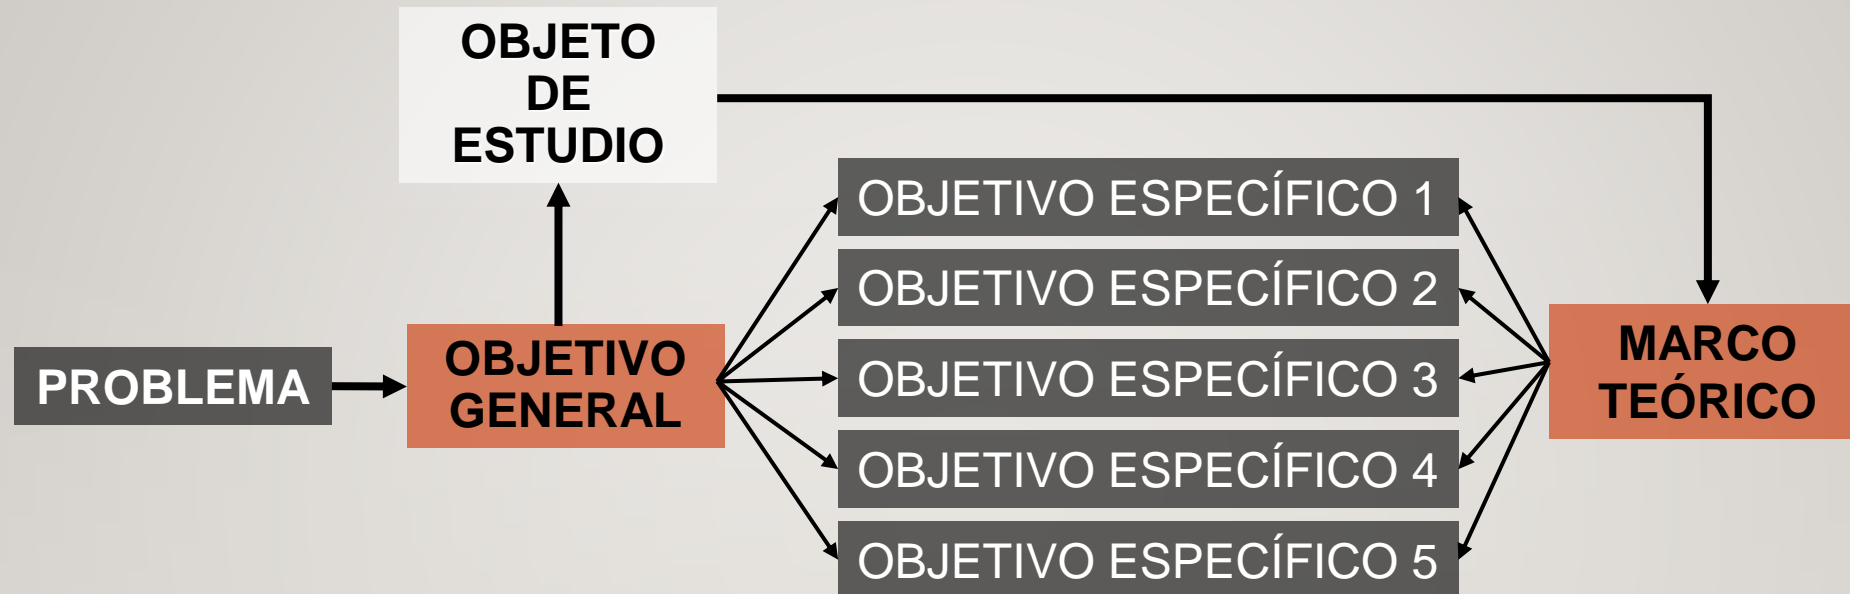 OBJETO
DE
ESTUDIO
OBJETIVO ESPECÍFICO 1
OBJETIVO ESPECÍFICO 2
OBJETIVO ESPECÍFICO 3
OBJETIVO ESPECÍFICO 4
OBJETIVO ESPECÍFICO 5
PROBLEMA
OBJETIVO
GENERAL
MARCO
TEÓRICO